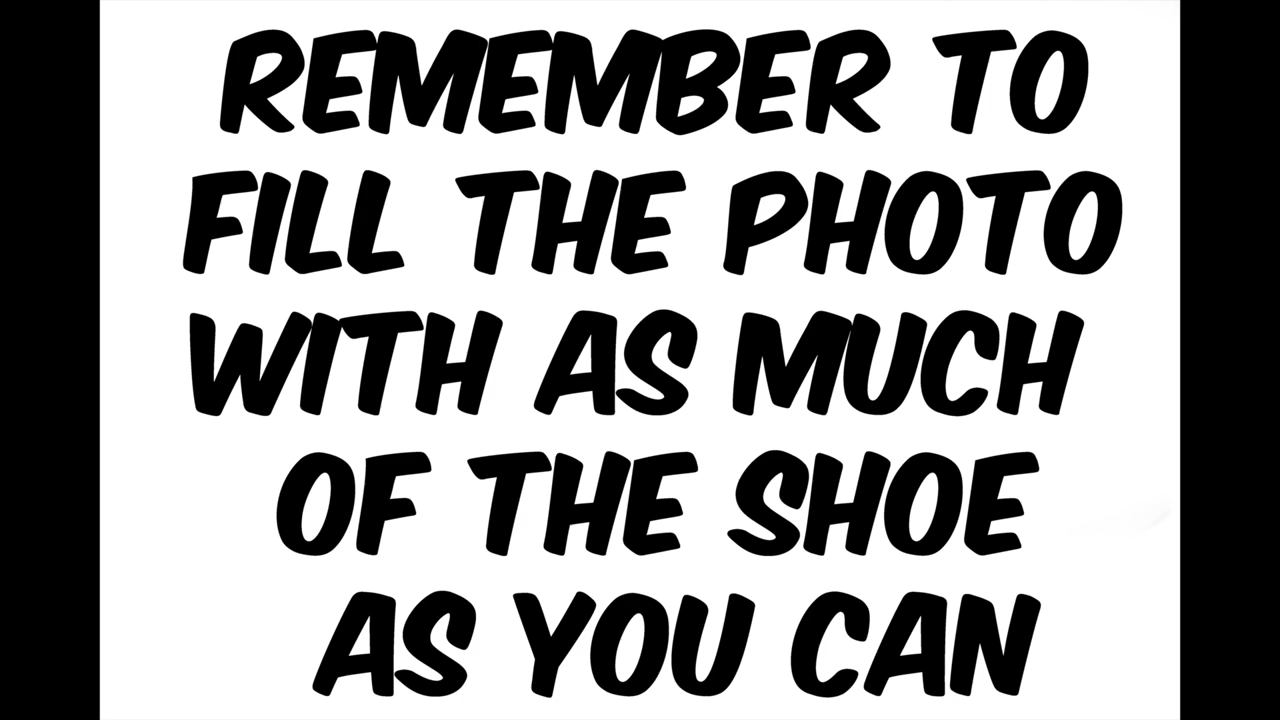 REMEMBER TO
FILL THE PHOTO
WITH AS MUCH
OF THE SHOE
AS YOU CAN